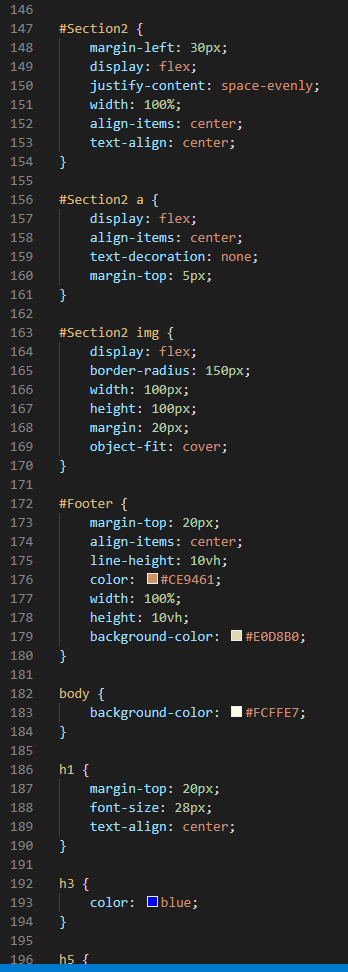 146
147 #Section2 {
148 margin-left: 30px;
149 display: flex;
150 justify-content: space-evenly;
151 width: 100%;
152 align-items: center;
153 text-align: center;
154 }
155
156 #Section2 a {
157 display: flex;
158 align-items: center;
159 text-decoration: none;
160 margin-top: 5px;
161 }
162
163 #Section2 img {
164 display: flex;
165 border-radius: 150px;
166 width: 100px;
167 height: 100px;
168 margin: 20px;
169 object-fit: cover;
170 }
171
172 #Footer {
173 margin-top: 20px;
174 align-items: center;
175 line-height: 10vh;
176 color: #CE9461;
177 width: 100%;
178 height: 10vh;
179 background-color: #E0D8B0;
180 }
181
182 body {
183 background-color: #FCFFE7;
184 }
185
186 h1 {
187 margin-top: 20px;
188 font-size: 28px;
189 text-align: center;
190 }
191
192 h3 {
193 color: blue;
194 }
195
196 h5 {